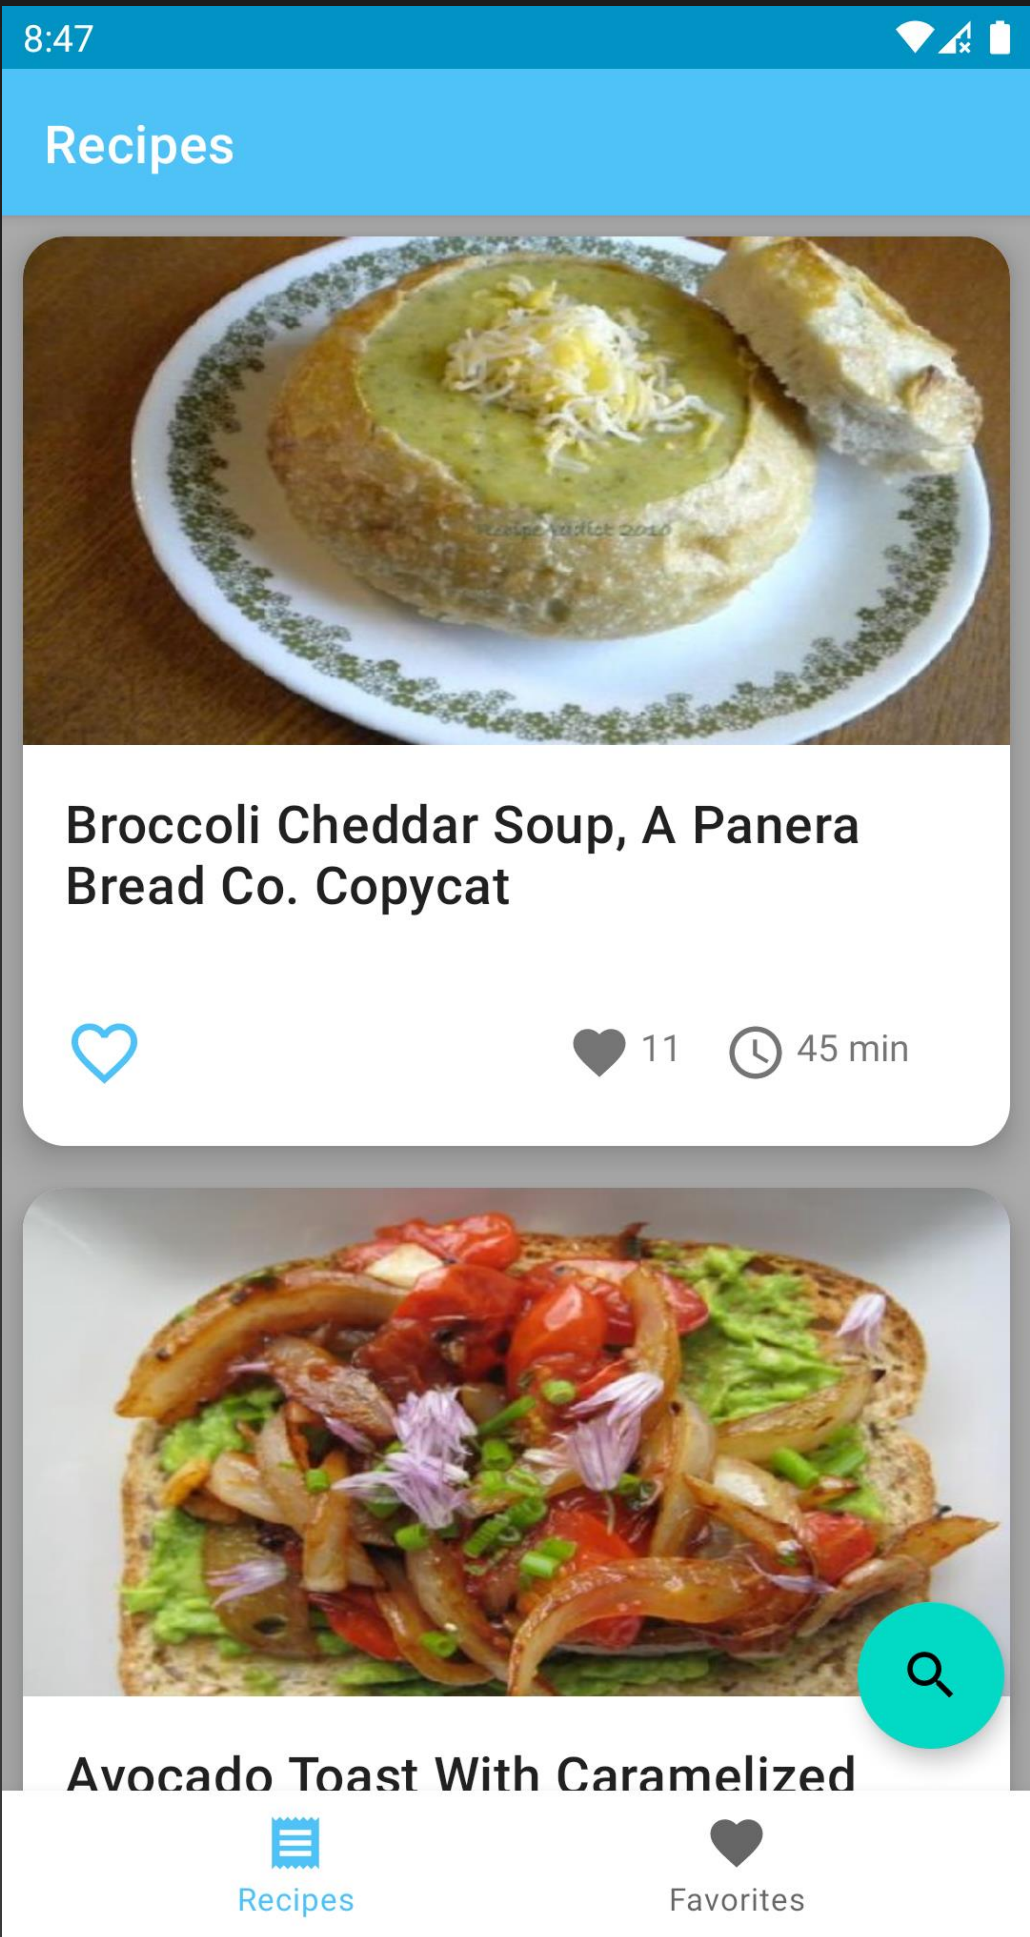 8:47
Recipes
Broccoli Cheddar Soup, A Panera
Bread Co. Copycat
11
45 min
Avocado Toast With Caramelized
Recipes
Favorites